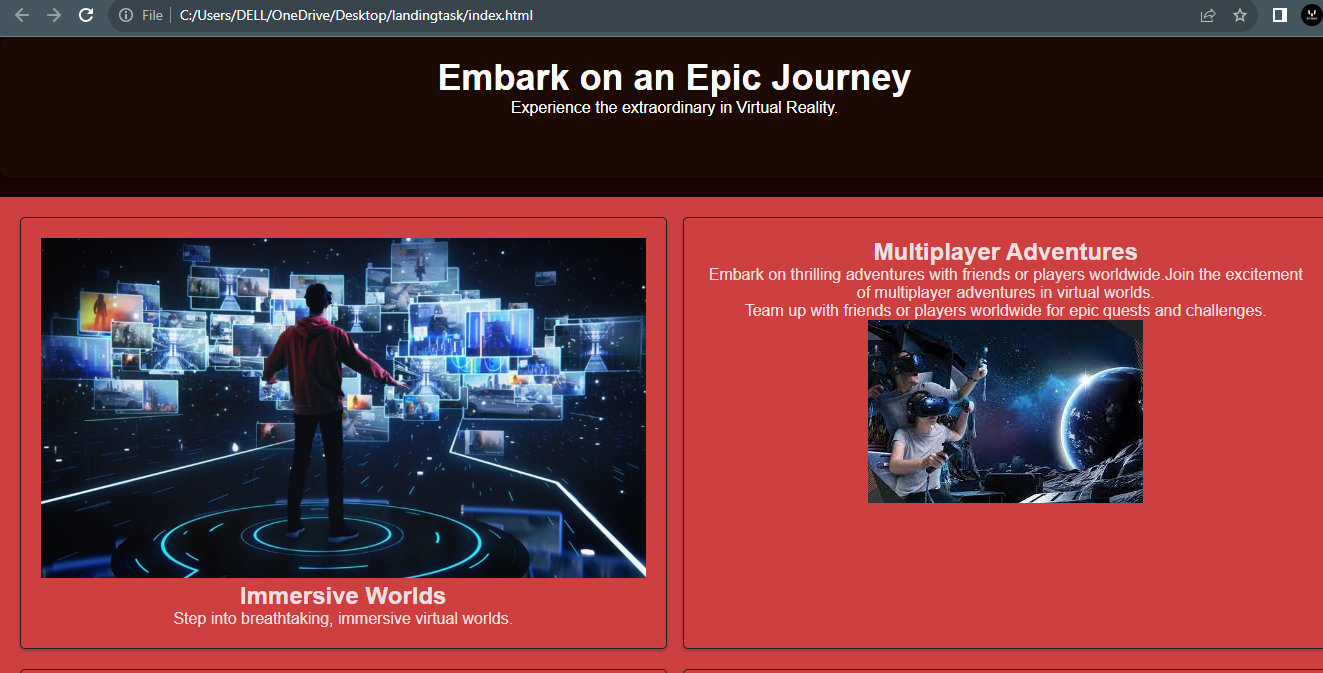 File
C:/Users/DELL/OneDrive/Desktop/landingtask/index.html
Embark on an Epic Journey
Experience the extraordinary in Virtual Reality.
Immersive Worlds
Step into breathtaking, immersive virtual worlds.
Multiplayer Adventures
Embark on thrilling adventures with friends or players worldwide.Join the excitement
of multiplayer adventures in virtual worlds.
Team up with friends or players worldwide for epic quests and challenges.